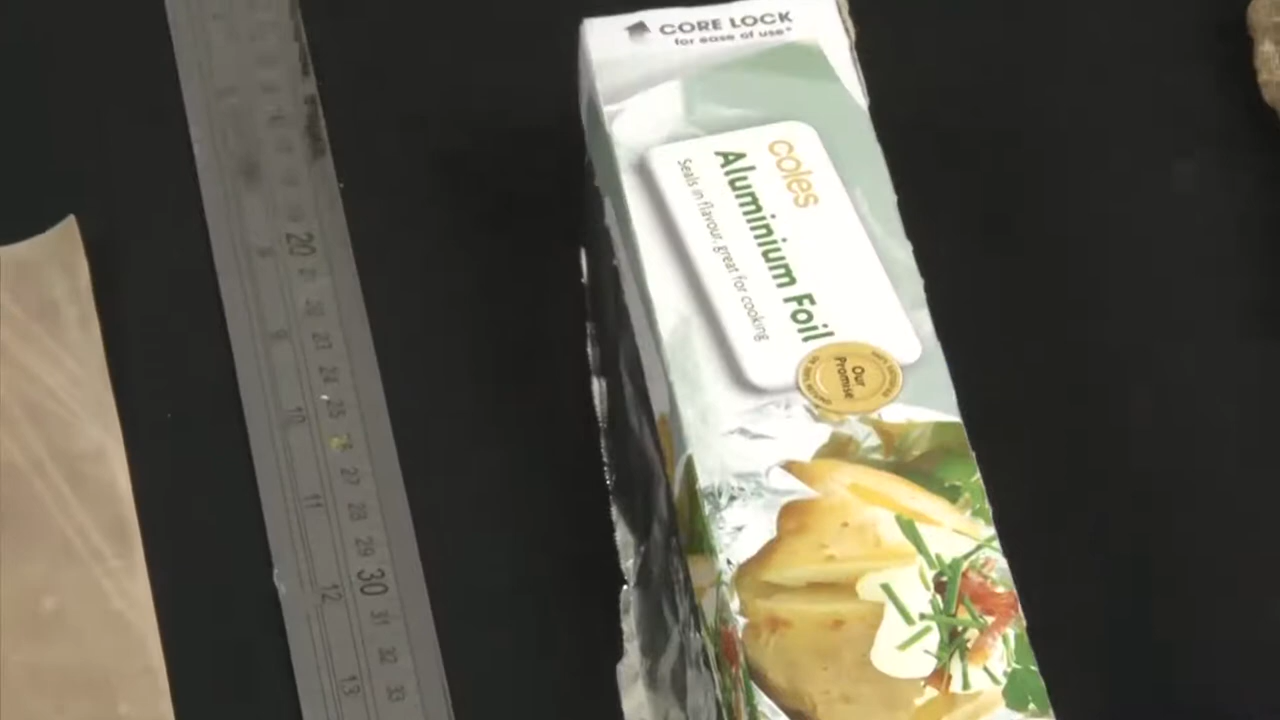 CORE LOCK
for ease of use*
coles
Aluminium Foil
Seals in flavour, great for cooking
Our
Promise
20
21
22
23
24
25
27
28
29
30
31
32
33
9
10
11
12
13